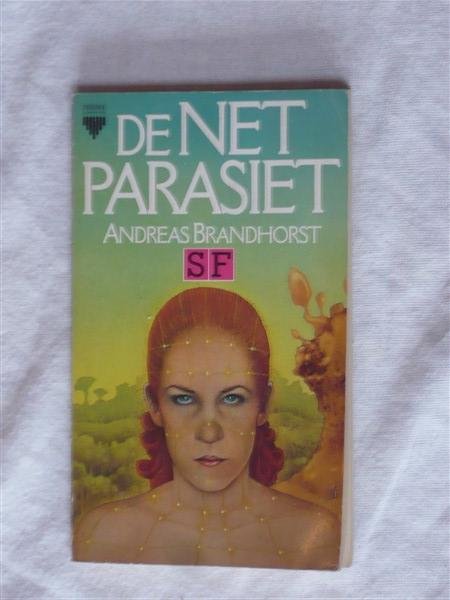 DE NET
PARASIET
ANDREAS BRANDHORST
SF